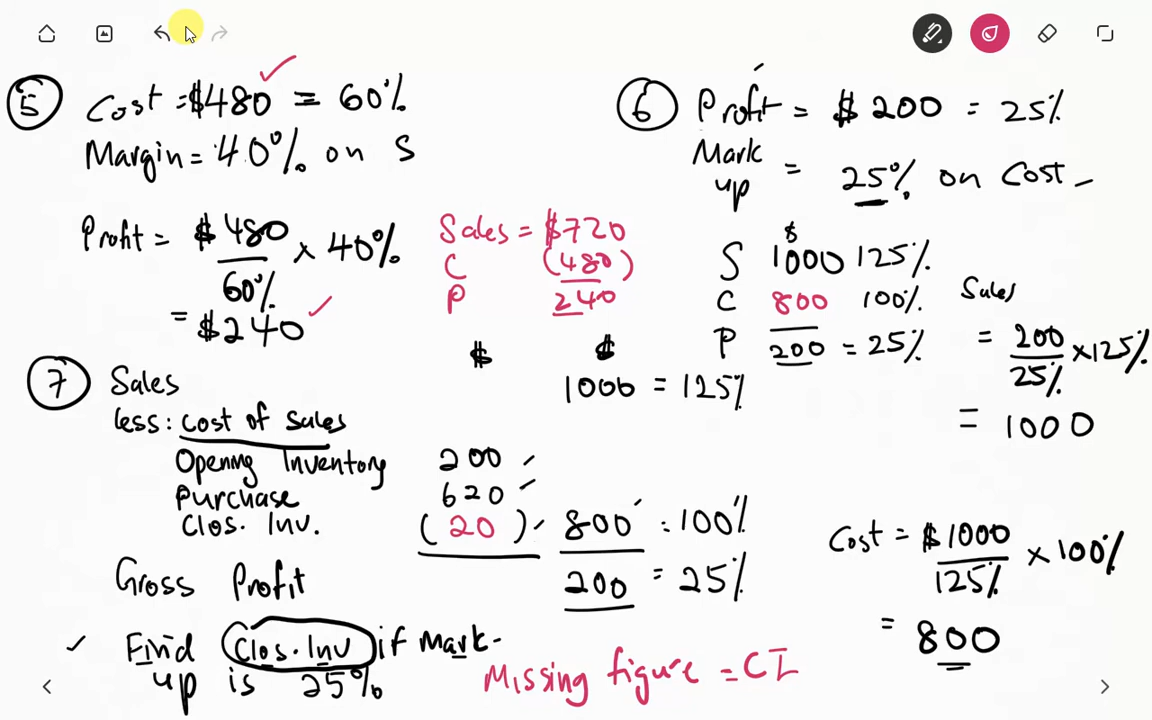 5 Cost = $480 = 60%
Margin = 40% on S
Profit = $480 / 60% × 40%
= $240
Sales = $720
C (480)
P 240
6 Profit = $200 = 25%
Mark up = 25% on Cost
$
S 1000 125%
C 800 100%
P 200 = 25%
Sales
= 200 / 25% × 125%
= 1000
Cost = $1000 / 125% × 100%
= 800
$ $
7 Sales 1000 = 125%
less: Cost of Sales
Opening Inventory 200
Purchase 620
Clos. Inv. (20) 800 : 100%
Gross Profit 200 = 25%
Find Clos. Inv if Mark-
up is 25%
Missing figure = CI